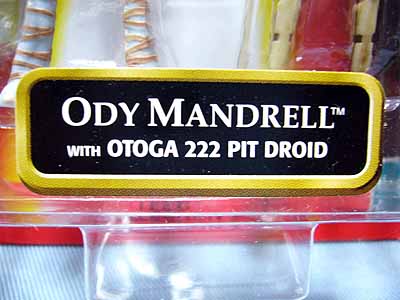 ODY MANDRELL™
WITH OTOGA 222 PIT DROID